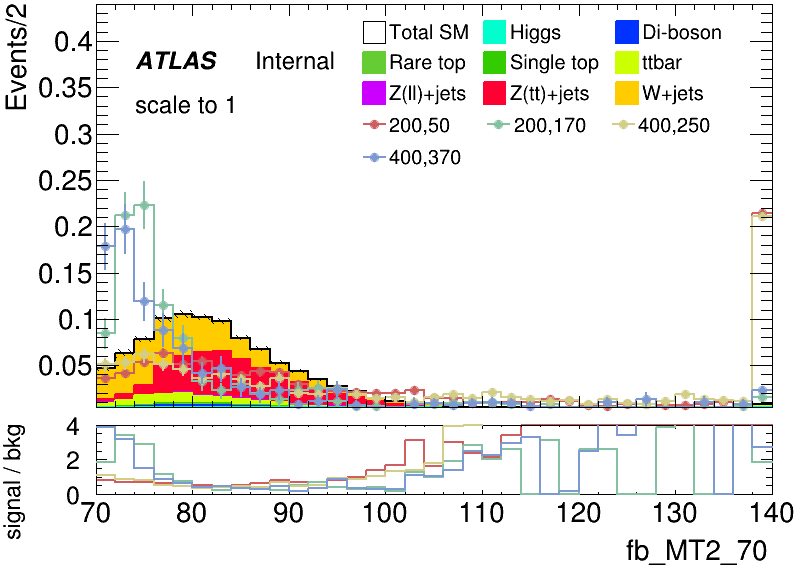 Events/2
0.4
0.35
0.3
0.25
0.2
0.15
0.1
0.05
ATLAS Internal
scale to 1
Total SM Higgs Di-boson
Rare top Single top ttbar
Z(ll)+jets Z(tt)+jets W+jets
200,50 200,170 400,250
400,370
signal / bkg
4
2
0
70 80 90 100 110 120 130 140
fb_MT2_70